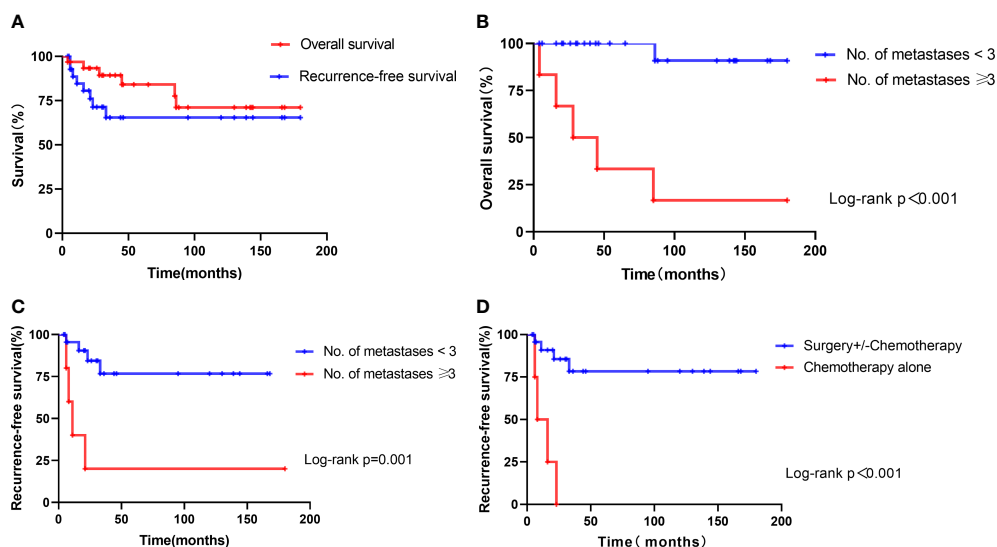 A
Overall survival
Recurrence-free survival
Survival(%)
100
75
50
25
0
0 50 100 150 200
Time(months)
B
No. of metastases < 3
No. of metastases ≥3
Overall survival (%)
100
75
50
25
0
Log-rank p<0.001
0 50 100 150 200
Time(months)
C
No. of metastases < 3
No. of metastases ≥3
Recurrence-free survival(%)
100
75
50
25
0
Log-rank p=0.001
0 50 100 150 200
Time(months)
D
Surgery+/-Chemotherapy
Chemotherapy alone
Recurrence-free survival(%)
100
75
50
25
0
Log-rank p<0.001
0 50 100 150 200
Time( months)